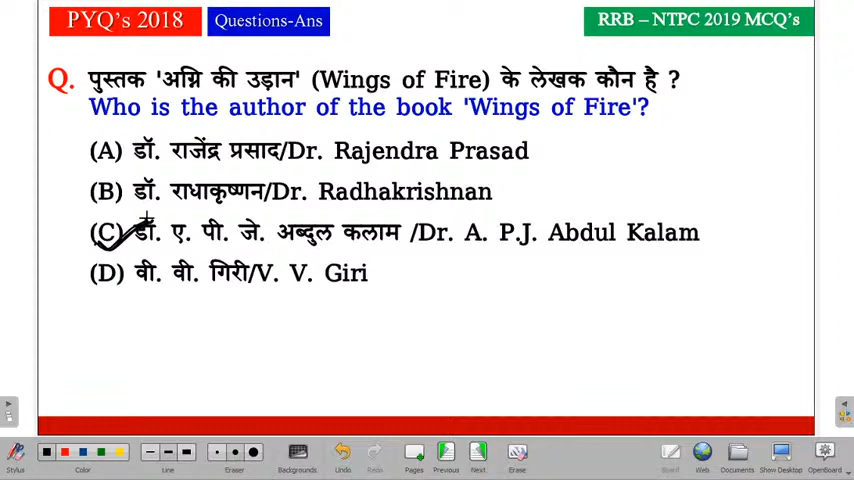 PYQ's 2018
Questions-Ans
RRB – NTPC 2019 MCQ's
Q. पुस्तक 'अग्नि की उड़ान' (Wings of Fire) के लेखक कौन है ?
Who is the author of the book 'Wings of Fire'?
(A) डॉ. राजेंद्र प्रसाद/Dr. Rajendra Prasad
(B) डॉ. राधाकृष्णन/Dr. Radhakrishnan
(C) डॉ. ए. पी. जे. अब्दुल कलाम /Dr. A. P.J. Abdul Kalam
(D) वी. वी. गिरी/V. V. Giri
Stylus Color Line Eraser Backgrounds Undo Redo Pages Previous Next Erase Board Web Documents Show Desktop OpenBoard